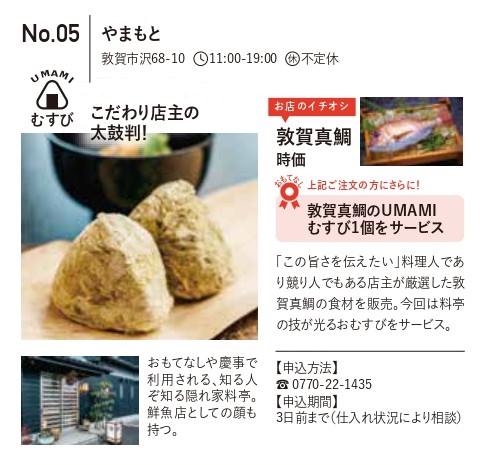 No.05
やまもと
敦賀市沢68-10 11:00-19:00 休不定休
UMAMI
むすび
こだわり店主の
太鼓判!
お店のイチオシ
敦賀真鯛
時価
おもてなし
上記ご注文の方にさらに!
敦賀真鯛のUMAMI
むすび1個をサービス
「この旨さを伝えたい」料理人であ
り競り人でもある店主が厳選した敦
賀真鯛の食材を販売。今回は料亭
の技が光るおむすびをサービス。
おもてなしや慶事で
利用される、知る人
ぞ知る隠れ家料亭。
鮮魚店としての顔も
持つ。
【申込方法】
☎0770-22-1435
【申込期間】
3日前まで(仕入れ状況により相談)